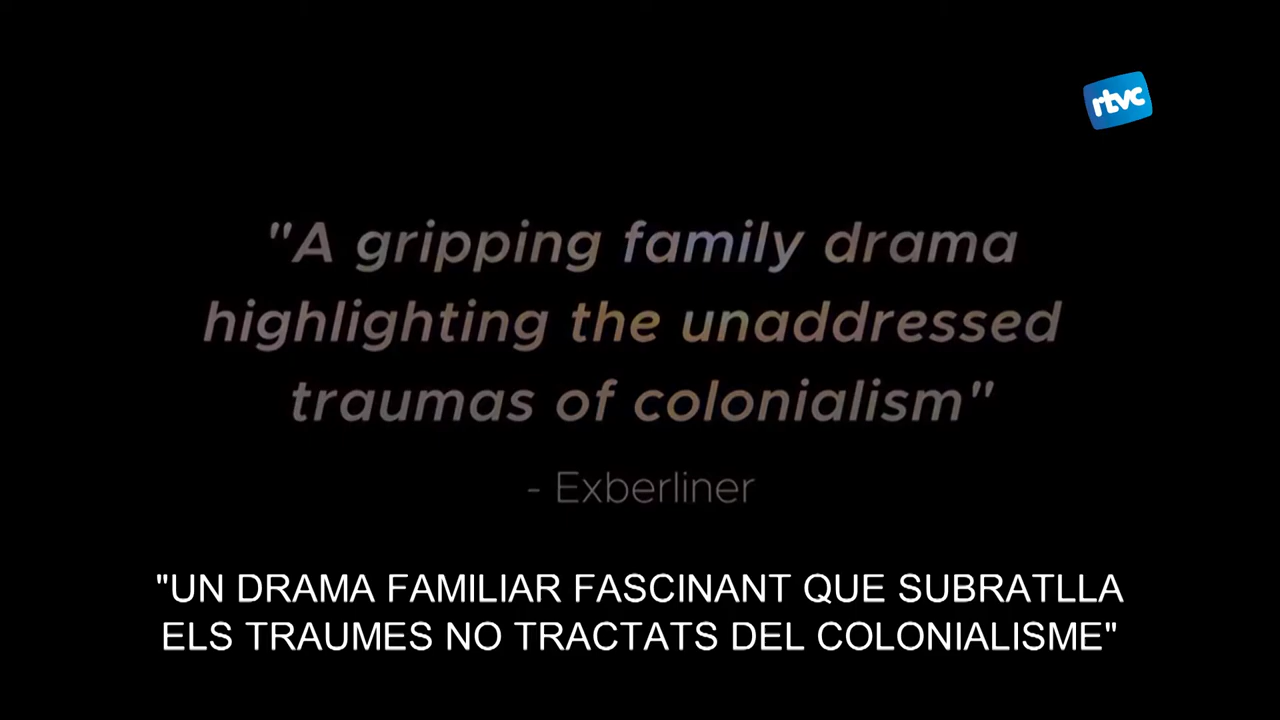 rtvc
"A gripping family drama
highlighting the unaddressed
traumas of colonialism"
- Exberliner
"UN DRAMA FAMILIAR FASCINANT QUE SUBRATLLA
ELS TRAUMES NO TRACTATS DEL COLONIALISME"